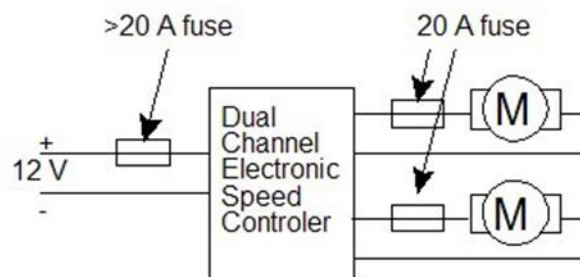 >20 A fuse
20 A fuse
Dual
Channel
Electronic
Speed
Controler
+
12 V
-
M
M